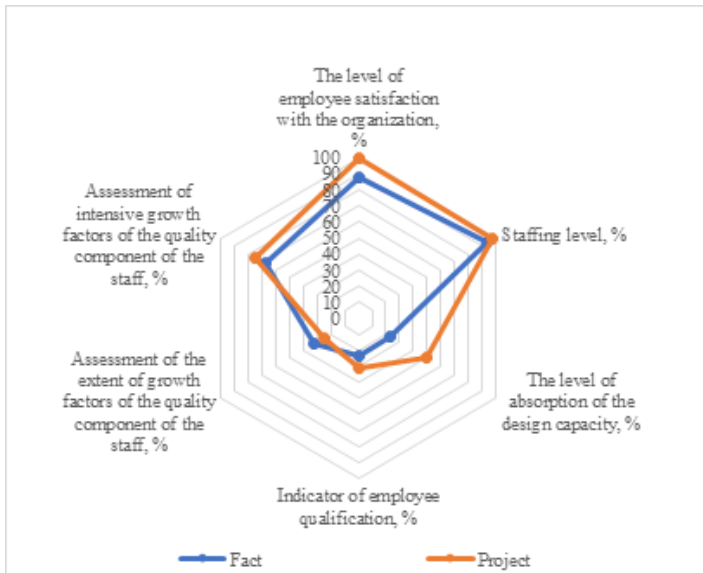 The level of
employee satisfaction
with the organization,
%
100
90
80
70
60
50
40
30
20
10
0
Staffing level, %
The level of
absorption of the
design capacity, %
Indicator of employee
qualification, %
Assessment of the
extent of growth
factors of the quality
component of the
staff, %
Assessment of
intensive growth
factors of the quality
component of the
staff, %
Fact
Project